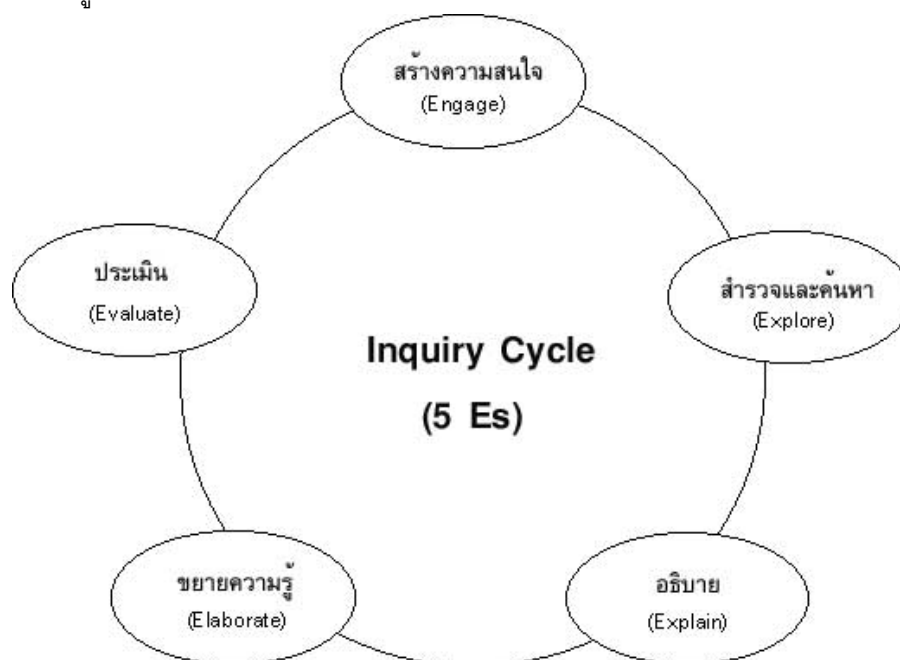 สร้างความสนใจ
(Engage)
ประเมิน
(Evaluate)
สำรวจและค้นหา
(Explore)
Inquiry Cycle
(5 Es)
ขยายความรู้
(Elaborate)
อธิบาย
(Explain)